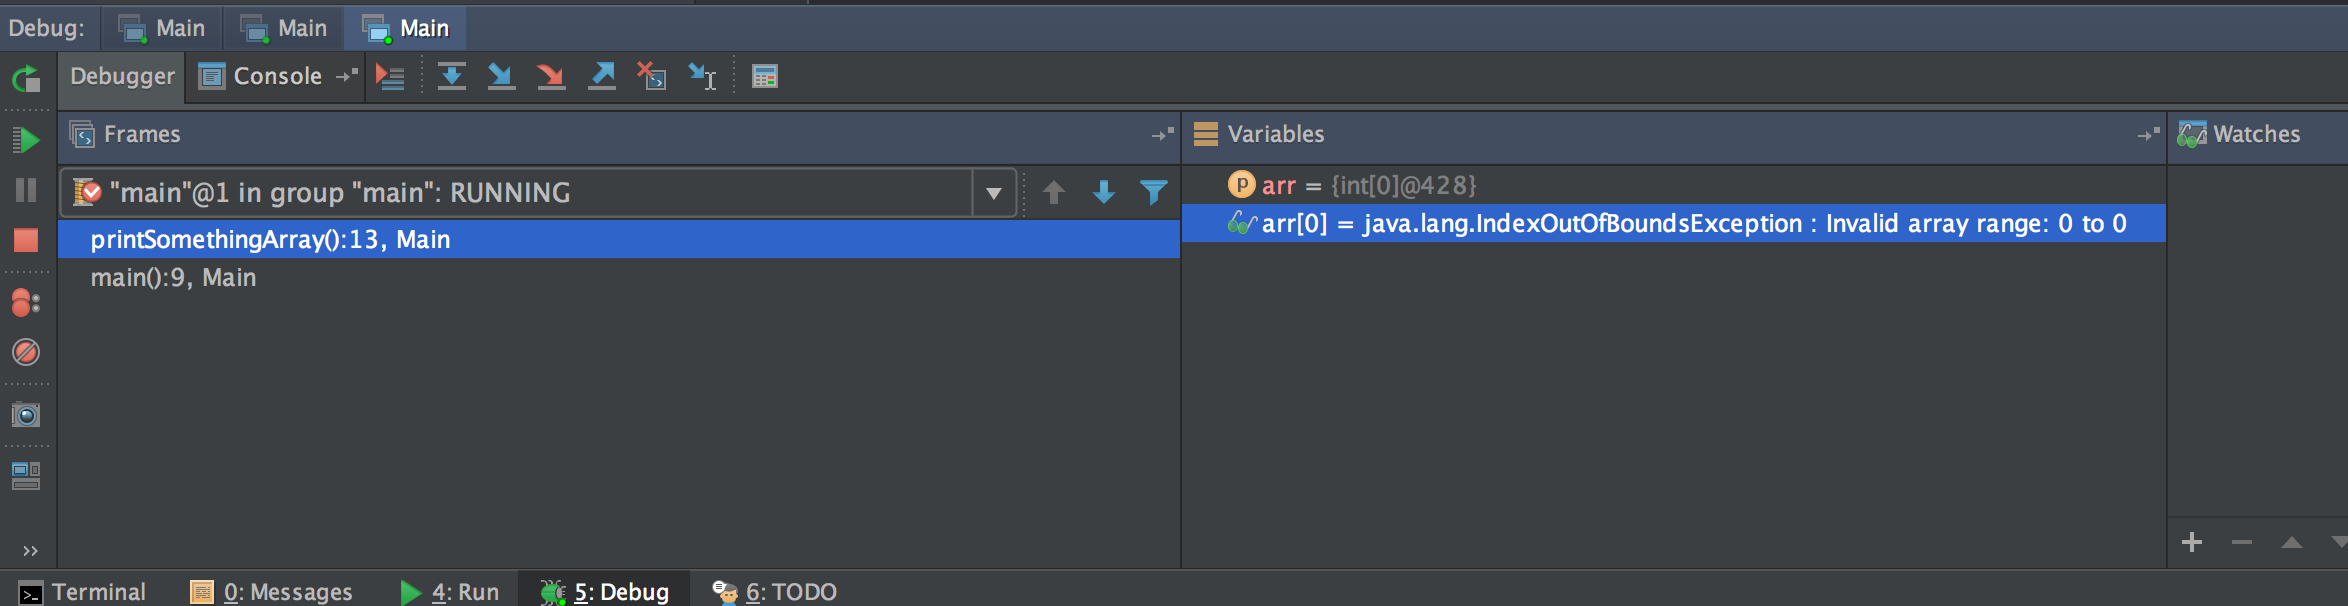 Debug: Main Main Main
Debugger Console
Frames Variables Watches
"main"@1 in group "main": RUNNING
printSomethingArray():13, Main
main():9, Main
arr = {int[0]@428}
arr[0] = java.lang.IndexOutOfBoundsException : Invalid array range: 0 to 0
Terminal 0: Messages 4: Run 5: Debug 6: TODO